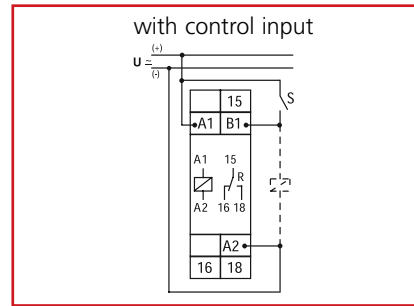 with control input
(+)
U ≂
(-)
15
S
A1 B1
A1 15
R
A2 16 18
A2
16 18